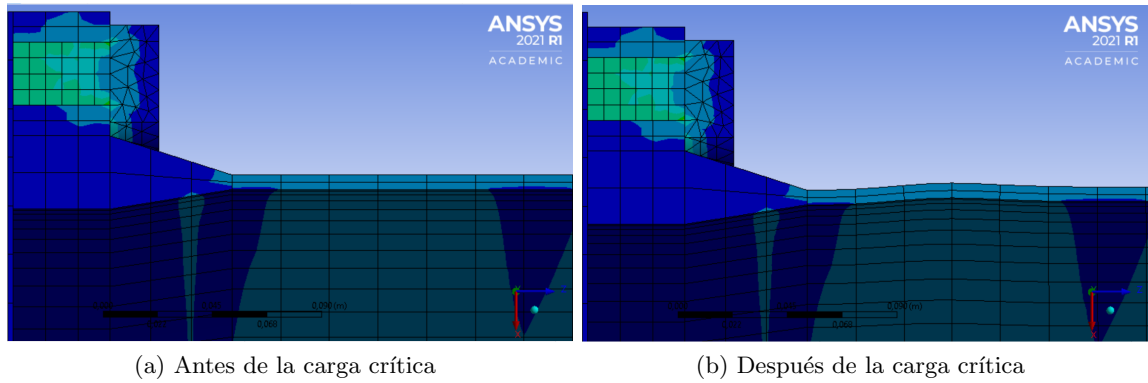 ANSYS
2021 R1
ACADEMIC
0,090 (m)
0,060
ANSYS
2021 R1
ACADEMIC
0,090 (m)
0,060
(a) Antes de la carga crítica
(b) Después de la carga crítica